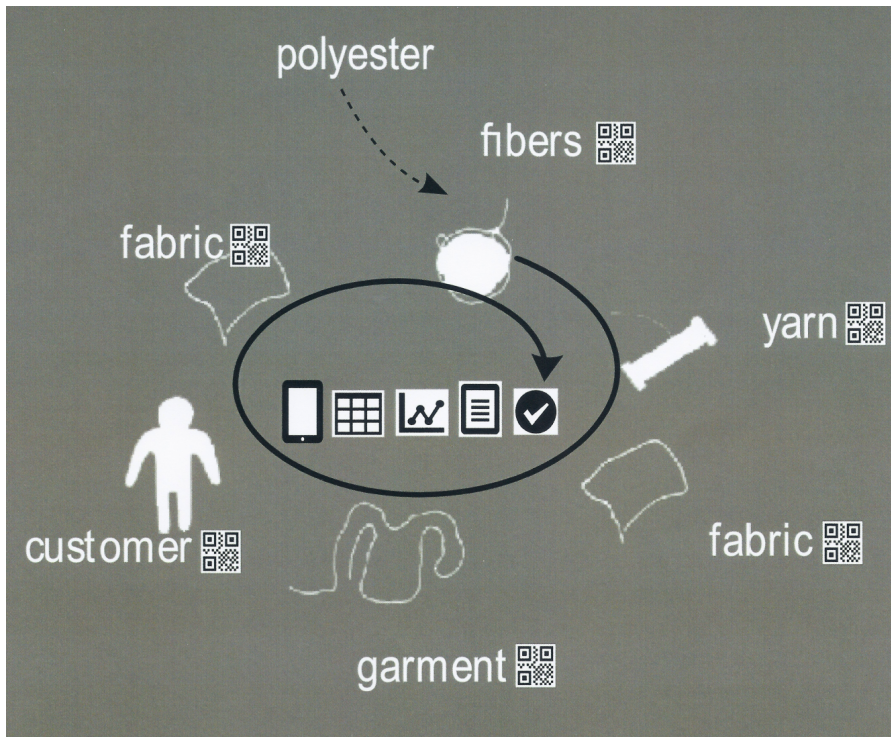 polyester
fibers
fabric
yarn
customer
fabric
garment